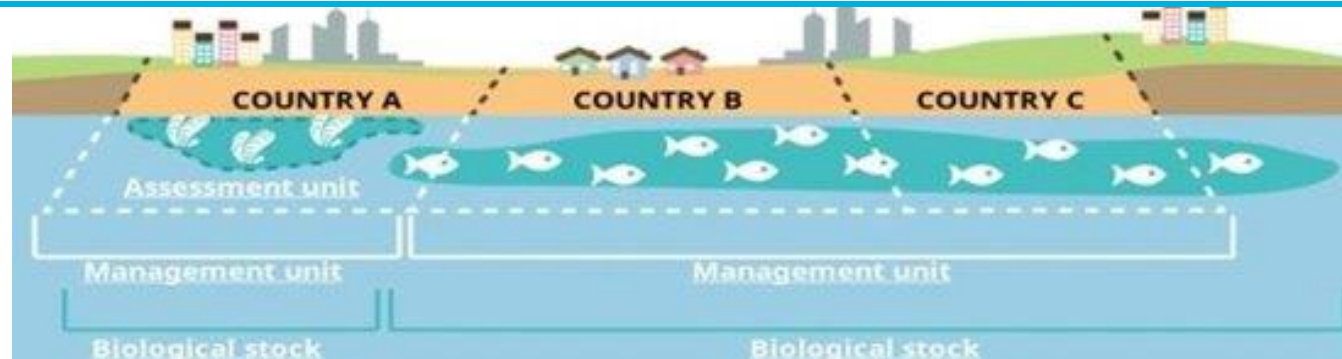 COUNTRY A COUNTRY B COUNTRY C
Assessment unit
Management unit Management unit
Biological stock Biological stock